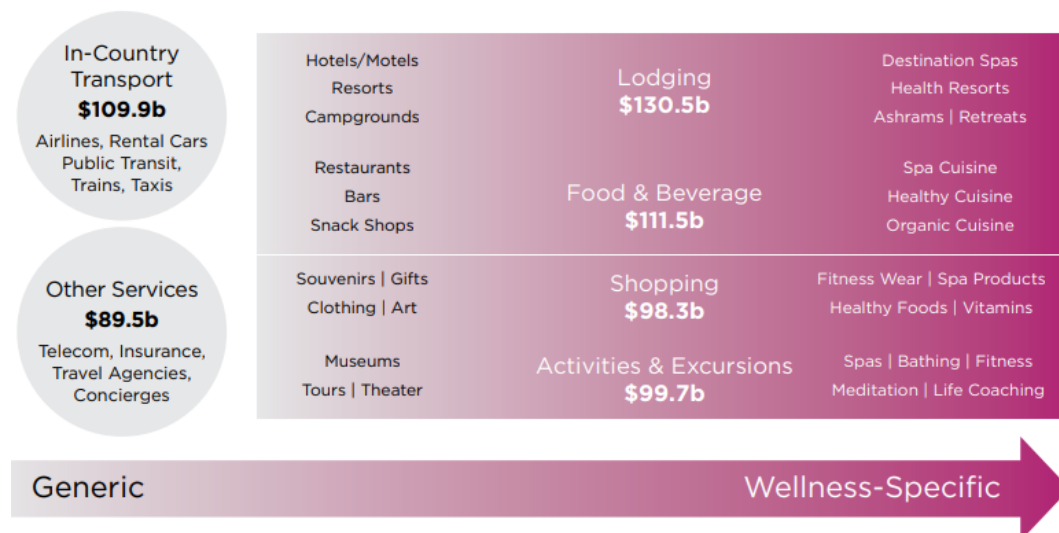 In-Country
Transport
$109.9b
Airlines, Rental Cars
Public Transit,
Trains, Taxis
Other Services
$89.5b
Telecom, Insurance,
Travel Agencies,
Concierges
Hotels/Motels
Resorts
Campgrounds
Lodging
$130.5b
Destination Spas
Health Resorts
Ashrams | Retreats
Restaurants
Bars
Snack Shops
Food & Beverage
$111.5b
Spa Cuisine
Healthy Cuisine
Organic Cuisine
Souvenirs | Gifts
Clothing | Art
Shopping
$98.3b
Fitness Wear | Spa Products
Healthy Foods | Vitamins
Museums
Tours | Theater
Activities & Excursions
$99.7b
Spas | Bathing | Fitness
Meditation | Life Coaching
Generic
Wellness-Specific